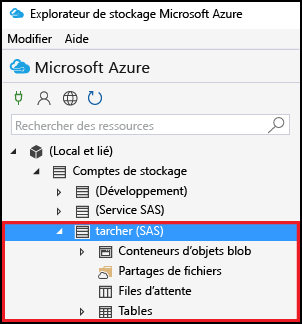 Explorateur de stockage Microsoft Azure
Modifier Aide
Microsoft Azure
Rechercher des ressources
(Local et lié)
Comptes de stockage
(Développement)
(Service SAS)
tarcher (SAS)
Conteneurs d'objets blob
Partages de fichiers
Files d'attente
Tables